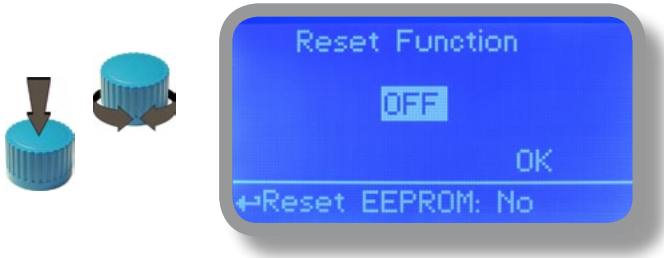 Reset Function
OFF
OK
↵Reset EEPROM: No